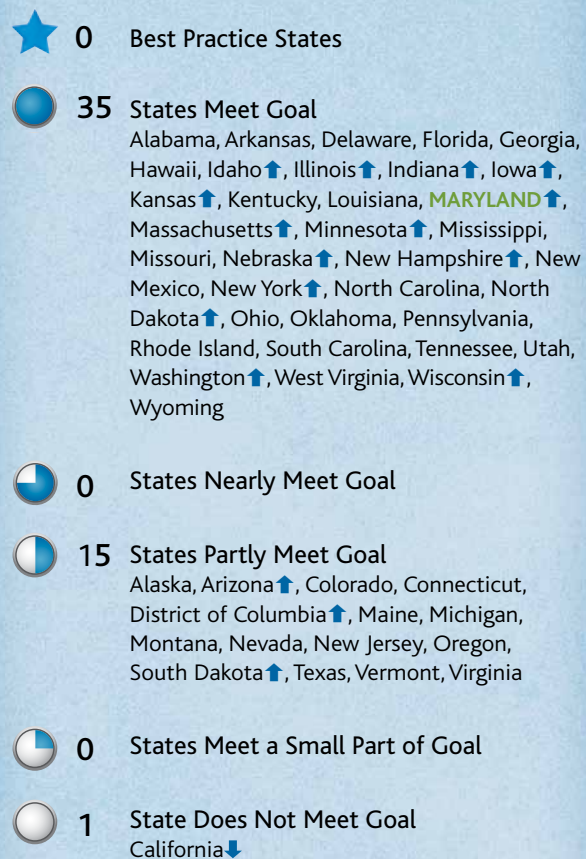 0 Best Practice States
35 States Meet Goal
Alabama, Arkansas, Delaware, Florida, Georgia,
Hawaii, Idaho⬆, Illinois⬆, Indiana⬆, Iowa⬆,
Kansas⬆, Kentucky, Louisiana, MARYLAND⬆,
Massachusetts⬆, Minnesota⬆, Mississippi,
Missouri, Nebraska⬆, New Hampshire⬆, New
Mexico, New York⬆, North Carolina, North
Dakota⬆, Ohio, Oklahoma, Pennsylvania,
Rhode Island, South Carolina, Tennessee, Utah,
Washington⬆, West Virginia, Wisconsin⬆,
Wyoming
0 States Nearly Meet Goal
15 States Partly Meet Goal
Alaska, Arizona⬆, Colorado, Connecticut,
District of Columbia⬆, Maine, Michigan,
Montana, Nevada, New Jersey, Oregon,
South Dakota⬆, Texas, Vermont, Virginia
0 States Meet a Small Part of Goal
1 State Does Not Meet Goal
California⬇